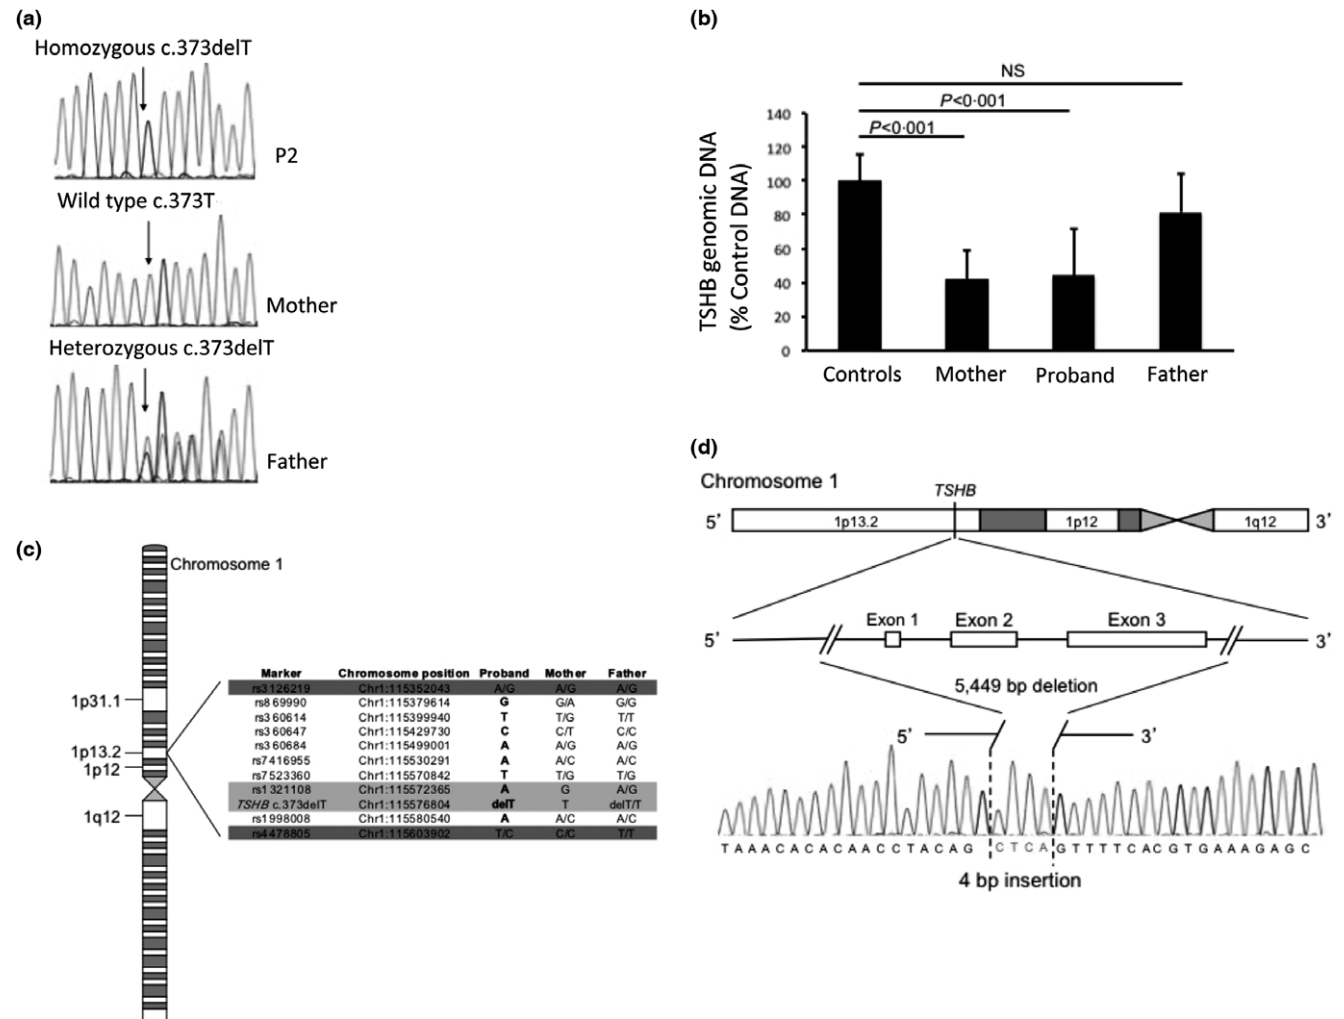 (a)
Homozygous c.373delT
P2
Wild type c.373T
Mother
Heterozygous c.373delT
Father
(b)
NS
P<0·001
P<0·001
TSHB genomic DNA
(% Control DNA)
140
120
100
80
60
40
20
0
Controls Mother Proband Father
(c)
Chromosome 1
1p31.1
1p13.2
1p12
1q12
Marker Chromosome position Proband Mother Father
rs3126219 Chr1:115352043 A/G A/G A/G
rs869990 Chr1:115379614 G G/A G/G
rs360614 Chr1:115399940 T T/G T/T
rs360647 Chr1:115429730 C C/T C/C
rs360684 Chr1:115499001 A A/G A/G
rs7416955 Chr1:115530291 A A/C A/C
rs7523360 Chr1:115570842 T T/G T/G
rs1321108 Chr1:115572365 A G A/G
TSHB c.373delT Chr1:115576804 delT T delT/T
rs1998008 Chr1:115580540 A A/C A/C
rs4478805 Chr1:115603902 T/C C/C T/T
(d)
Chromosome 1
TSHB
5' 1p13.2 1p12 1q12 3'
Exon 1 Exon 2 Exon 3
5' 3'
5,449 bp deletion
5' 3'
T A A A C A C A C A A C C T A C A G C T C A G T T T T C A C G T G A A A G A G C
4 bp insertion